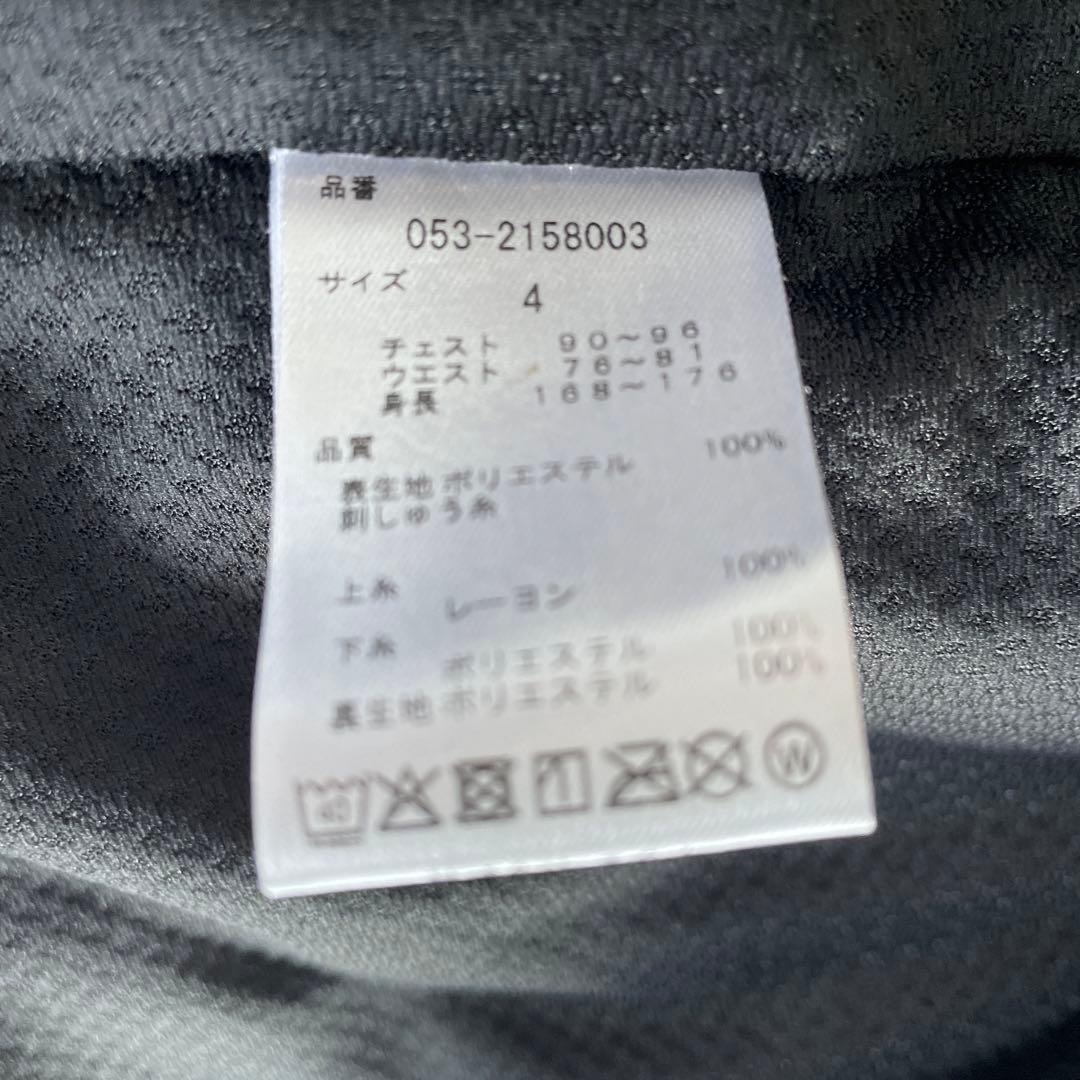 品番
053-2158003
サイズ
4
チェスト 90~96
ウエスト 76~81
身長 168~176
品質
表生地 ポリエステル 100%
刺しゅう糸
上糸 レーヨン 100%
下糸 ポリエステル 100%
裏生地 ポリエステル 100%
40
W